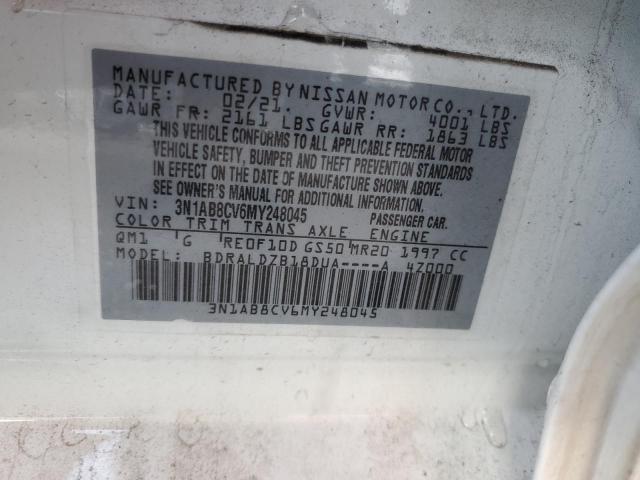 MANUFACTURED BY NISSAN MOTOR CO., LTD.
DATE: 02/21. GVWR: 4001 LBS
GAWR FR: 2161 LBS GAWR RR: 1863 LBS
THIS VEHICLE CONFORMS TO ALL APPLICABLE FEDERAL MOTOR
VEHICLE SAFETY, BUMPER AND THEFT PREVENTION STANDARDS
IN EFFECT ON THE DATE OF MANUFACTURE SHOWN ABOVE.
SEE OWNER'S MANUAL FOR ADDITIONAL INFORMATION.
VIN: 3N1AB8CV6MY248045 PASSENGER CAR.
COLOR TRIM TRANS AXLE ENGINE
QM1 G RE0F10D GS50 MR20 1997 CC
MODEL: BDRALDZB18DUA----A 4Z000
3N1AB8CV6MY248045